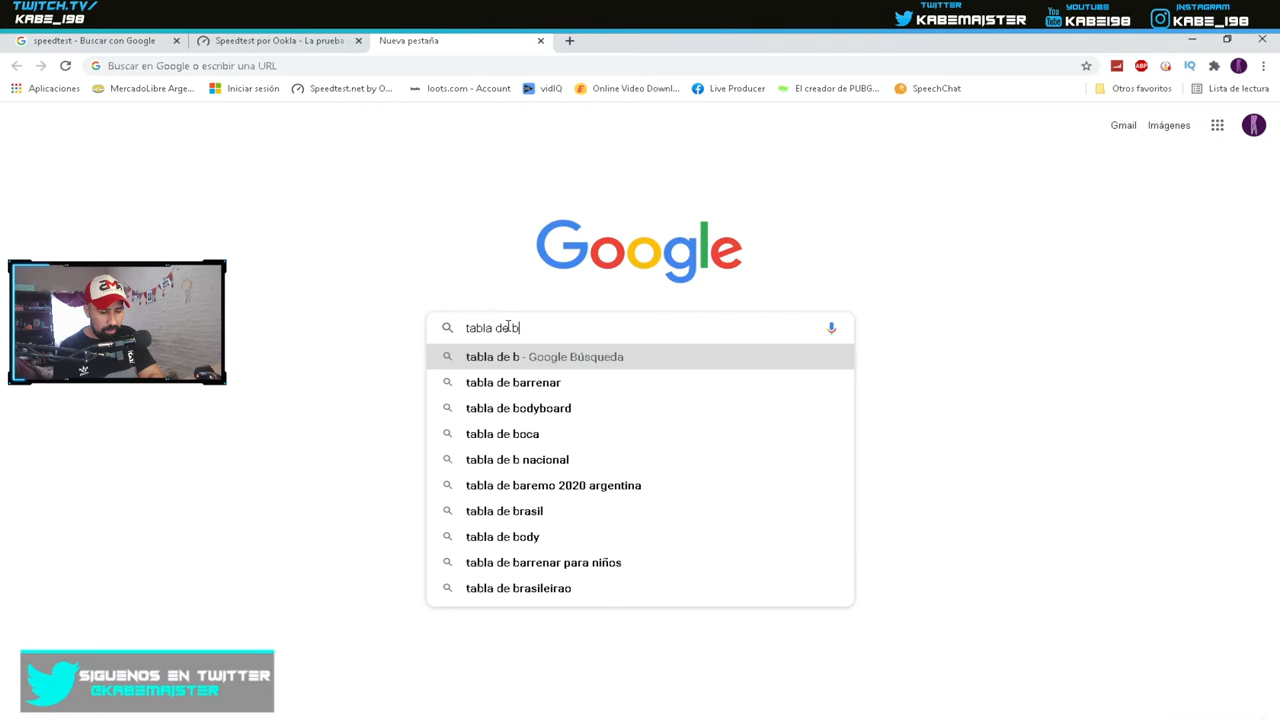 TWITCH.TV/
KABE_198
TWITTER
KABEMAJSTER
YOUTUBE
KABE198
INSTAGRAM
KABE_198
speedtest - Buscar con Google
Speedtest por Ookla - La prueba
Nueva pestaña
Buscar en Google o escribir una URL
Aplicaciones
MercadoLibre Arge...
Iniciar sesión
Speedtest.net by O...
loots.com - Account
vidIQ
Online Video Downl...
Live Producer
El creador de PUBG...
SpeechChat
Otros favoritos
Lista de lectura
Gmail
Imágenes
Google
tabla de b
tabla de b - Google Búsqueda
tabla de barrenar
tabla de bodyboard
tabla de boca
tabla de b nacional
tabla de baremo 2020 argentina
tabla de brasil
tabla de body
tabla de barrenar para niños
tabla de brasileirao
SIGUENOS EN TWITTER
@KABEMAJSTER